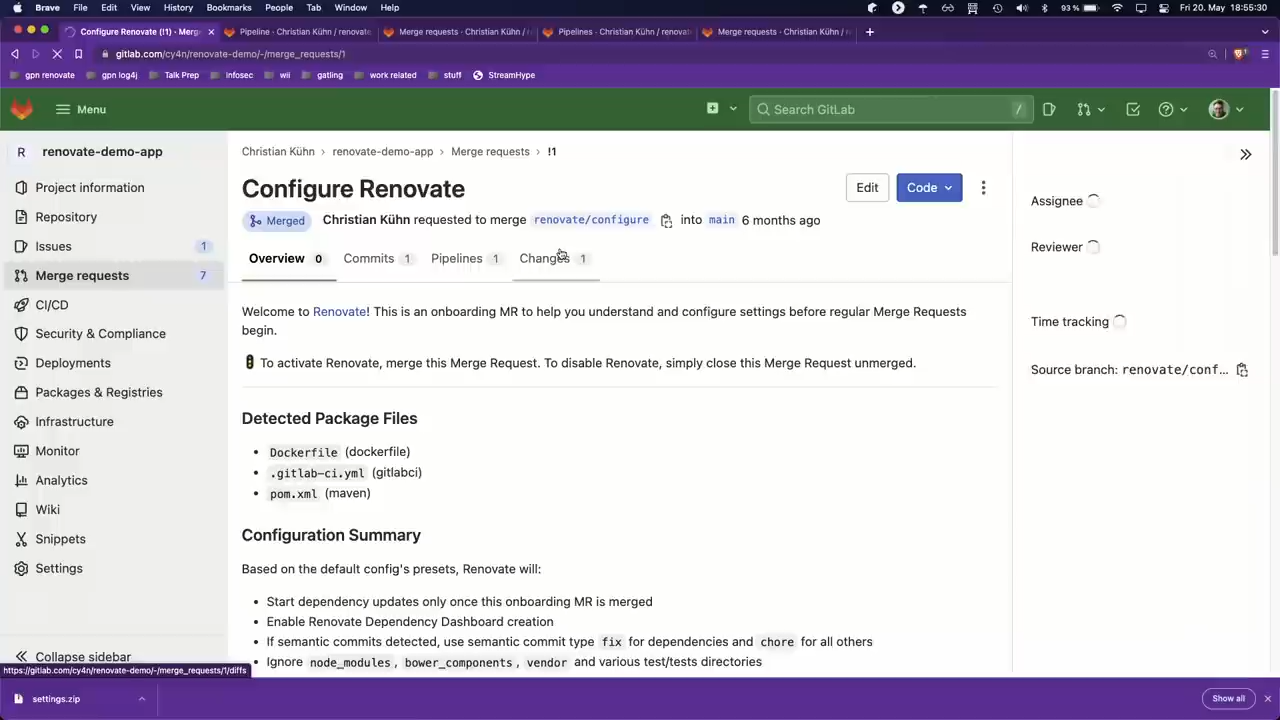 Brave File Edit View History Bookmarks People Tab Window Help 93 % Fri 20. May 18:55:30
Configure Renovate (!1) · Merg
Pipeline · Christian Kühn / renovate
Merge requests · Christian Kühn / r
Pipelines · Christian Kühn / renovat
Merge requests · Christian Kühn / r
gitlab.com/cy4n/renovate-demo/-/merge_requests/1
gpn renovate gpn log4j Talk Prep infosec wii gatling work related stuff StreamHype
Menu
Search GitLab
/
R renovate-demo-app
Project information
Repository
Issues 1
Merge requests 7
CI/CD
Security & Compliance
Deployments
Packages & Registries
Infrastructure
Monitor
Analytics
Wiki
Snippets
Settings
Collapse sidebar
Christian Kühn › renovate-demo-app › Merge requests › !1
Configure Renovate
Edit
Code
Merged Christian Kühn requested to merge renovate/configure into main 6 months ago
Overview 0 Commits 1 Pipelines 1 Changes 1
Welcome to Renovate! This is an onboarding MR to help you understand and configure settings before regular Merge Requests
begin.
To activate Renovate, merge this Merge Request. To disable Renovate, simply close this Merge Request unmerged.
Detected Package Files
• Dockerfile (dockerfile)
• .gitlab-ci.yml (gitlabci)
• pom.xml (maven)
Configuration Summary
Based on the default config's presets, Renovate will:
• Start dependency updates only once this onboarding MR is merged
• Enable Renovate Dependency Dashboard creation
• If semantic commits detected, use semantic commit type fix for dependencies and chore for all others
• Ignore node_modules, bower_components, vendor and various test/tests directories
Assignee
Reviewer
Time tracking
Source branch: renovate/conf...
https://gitlab.com/cy4n/renovate-demo/-/merge_requests/1/diffs
settings.zip
Show all